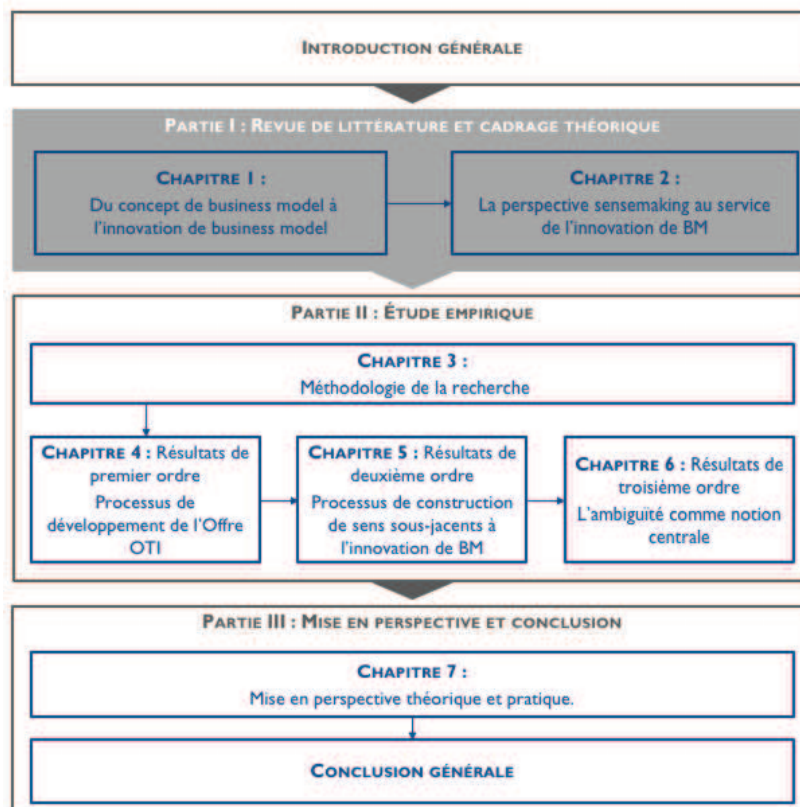 INTRODUCTION GÉNÉRALE
PARTIE I : REVUE DE LITTÉRATURE ET CADRAGE THÉORIQUE
CHAPITRE 1 :
Du concept de business model à
l'innovation de business model
CHAPITRE 2 :
La perspective sensemaking au service
de l'innovation de BM
PARTIE II : ÉTUDE EMPIRIQUE
CHAPITRE 3 :
Méthodologie de la recherche
CHAPITRE 4 : Résultats de
premier ordre
Processus de
développement de l'Offre
OTI
CHAPITRE 5 : Résultats de
deuxième ordre
Processus de construction
de sens sous-jacents à
l'innovation de BM
CHAPITRE 6 : Résultats de
troisième ordre
L'ambiguïté comme notion
centrale
PARTIE III : MISE EN PERSPECTIVE ET CONCLUSION
CHAPITRE 7 :
Mise en perspective théorique et pratique.
CONCLUSION GÉNÉRALE